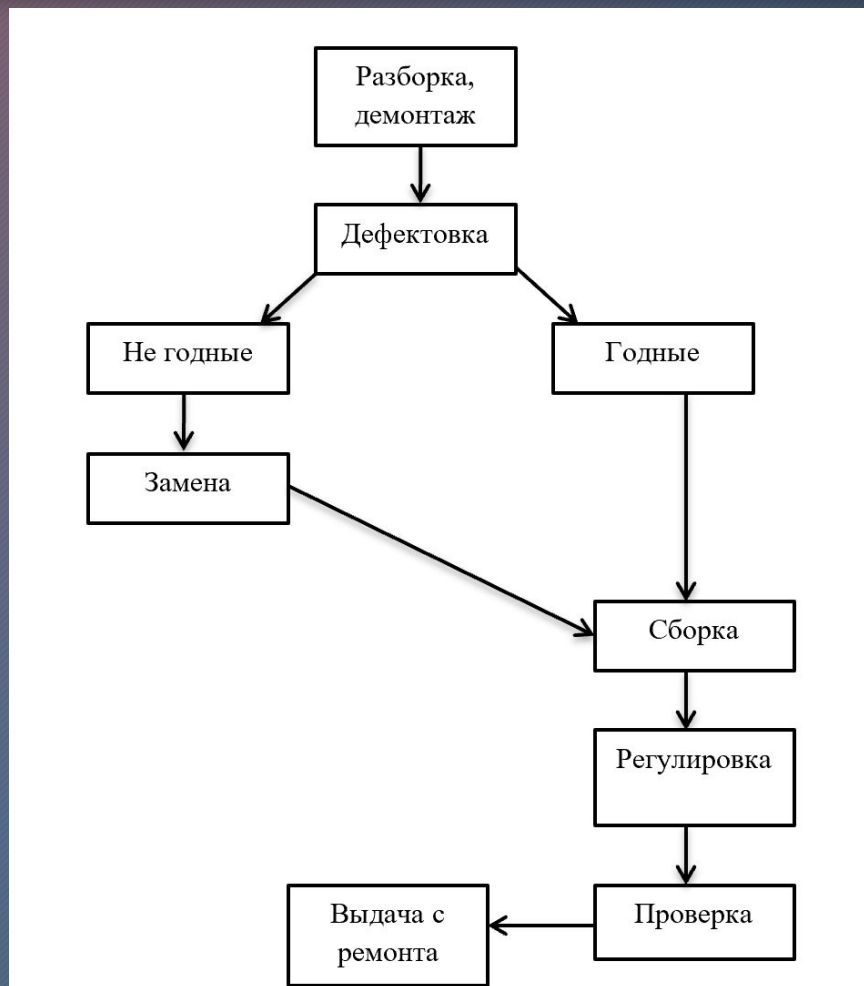 Разборка,
демонтаж
Дефектовка
Не годные
Годные
Замена
Сборка
Регулировка
Проверка
Выдача с
ремонта